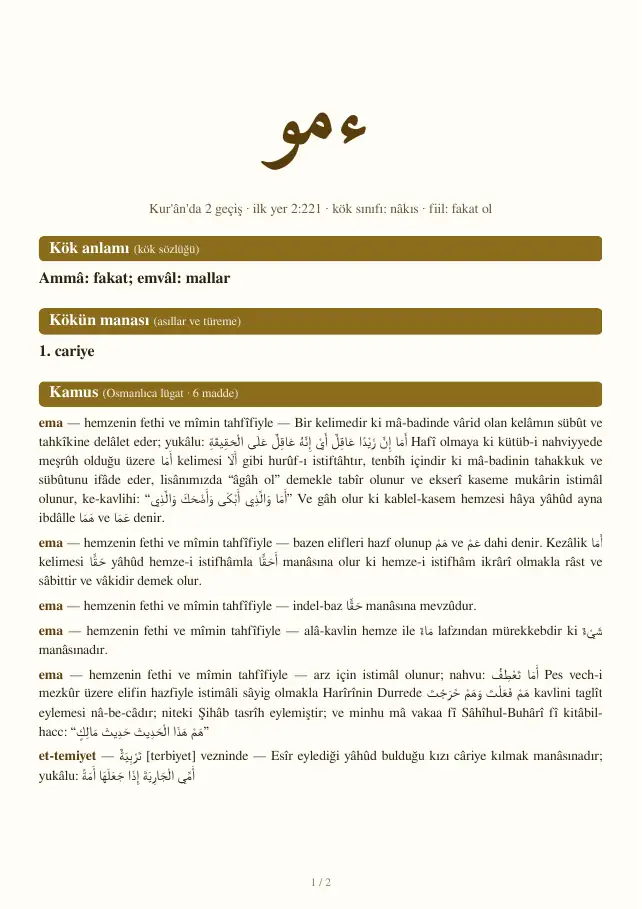 ءمو
Kur'ân'da 2 geçiş · ilk yer 2:221 · kök sınıfı: nâkıs · fiil: fakat ol
Kök anlamı (kök sözlüğü)
Ammâ: fakat; emvâl: mallar
Kökün manası (asıllar ve türeme)
1. cariye
Kamus (Osmanlıca lügat · 6 madde)
ema — hemzenin fethi ve mîmin tahfîfiyle — Bir kelimedir ki mâ-badinde vârid olan kelâmın sübût ve
tahkîkine delâlet eder; yukâlu: أَمَا إِنَّ زَيْدًا عَاقِلٌ أَيْ إِنَّهُ عَاقِلٌ عَلَى الْحَقِيقَةِ Hafî olmaya ki kütüb-i nahviyyede
meşrûh olduğu üzere أَمَا kelimesi أَلَا gibi hurûf-ı istiftâhtır, tenbîh içindir ki mâ-badinin tahakkuk ve
sübûtunu ifâde eder, lisânımızda “âgâh ol” demekle tabîr olunur ve ekserî kaseme mukârin istimâl
olunur, ke-kavlihi: “أَمَا وَالَّذِي أَبْكَى وَأَضْحَكَ وَالَّذِي” Ve gâh olur ki kablel-kasem hemzesi hâya yâhûd ayna
ibdâlle هَمَا ve عَمَا denir.
ema — hemzenin fethi ve mîmin tahfîfiyle — bazen elifleri hazf olunup هَمْ ve عَمْ dahi denir. Kezâlik أَمَا
kelimesi حَقًّا yâhûd hemze-i istifhâmla أَحَقًّا manâsına olur ki hemze-i istifhâm ikrârî olmakla râst ve
sâbittir ve vâkidir demek olur.
ema — hemzenin fethi ve mîmin tahfîfiyle — indel-baz حَقًّا manâsına mevzûdur.
ema — hemzenin fethi ve mîmin tahfîfiyle — alâ-kavlin hemze ile مَاءْ lafzından mürekkebdir ki شَيْءْ
manâsınadır.
ema — hemzenin fethi ve mîmin tahfîfiyle — arz için istimâl olunur; nahvu: أَمَا تَعْطِفُ Pes vech-i
mezkûr üzere elifin hazfiyle istimâli sâyig olmakla Harîrînin Durrede هَمْ فَعَلْتَ وَهَمْ خَرَجْتَ kavlini taglît
eylemesi nâ-be-câdır; niteki Şihâb tasrîh eylemiştir; ve minhu mâ vakaa fî Sâhîhul-Buhârî fî kitâbil-
hacc: “هَمْ هَذَا الْحَدِيثَ حَدِيثَ مَالِكٍ”
et-temiyet — تَرْبِيَةٌ [terbiyet] vezninde — Esîr eylediği yâhûd bulduğu kızı câriye kılmak manâsınadır;
yukâlu: أَمَّي الْجَارِيَةَ إِذَا جَعَلَهَا أَمَةً
1 / 2